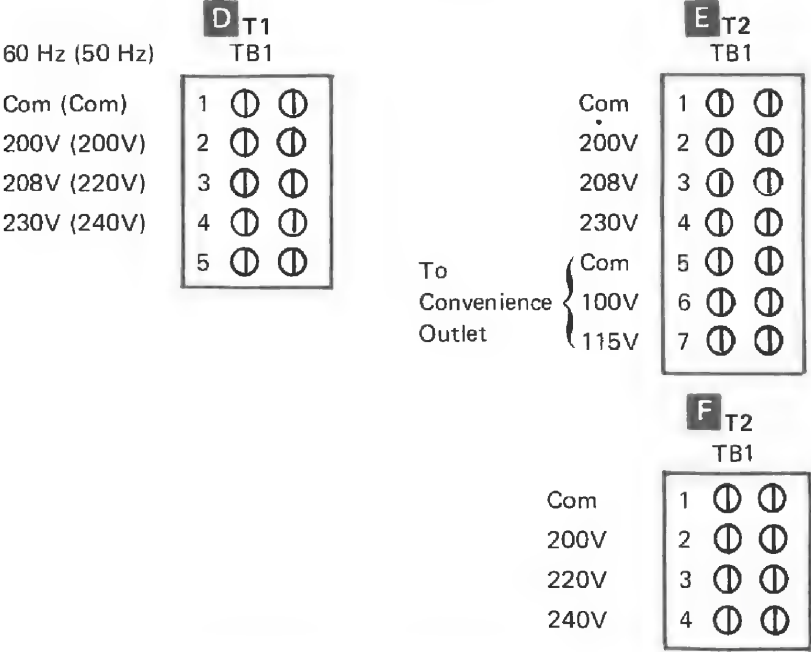 D T1
60 Hz (50 Hz) TB1
Com (Com) 1
200V (200V) 2
208V (220V) 3
230V (240V) 4
5
E T2
TB1
Com 1
200V 2
208V 3
230V 4
To Convenience Outlet
Com 5
100V 6
115V 7
F T2
TB1
Com 1
200V 2
220V 3
240V 4